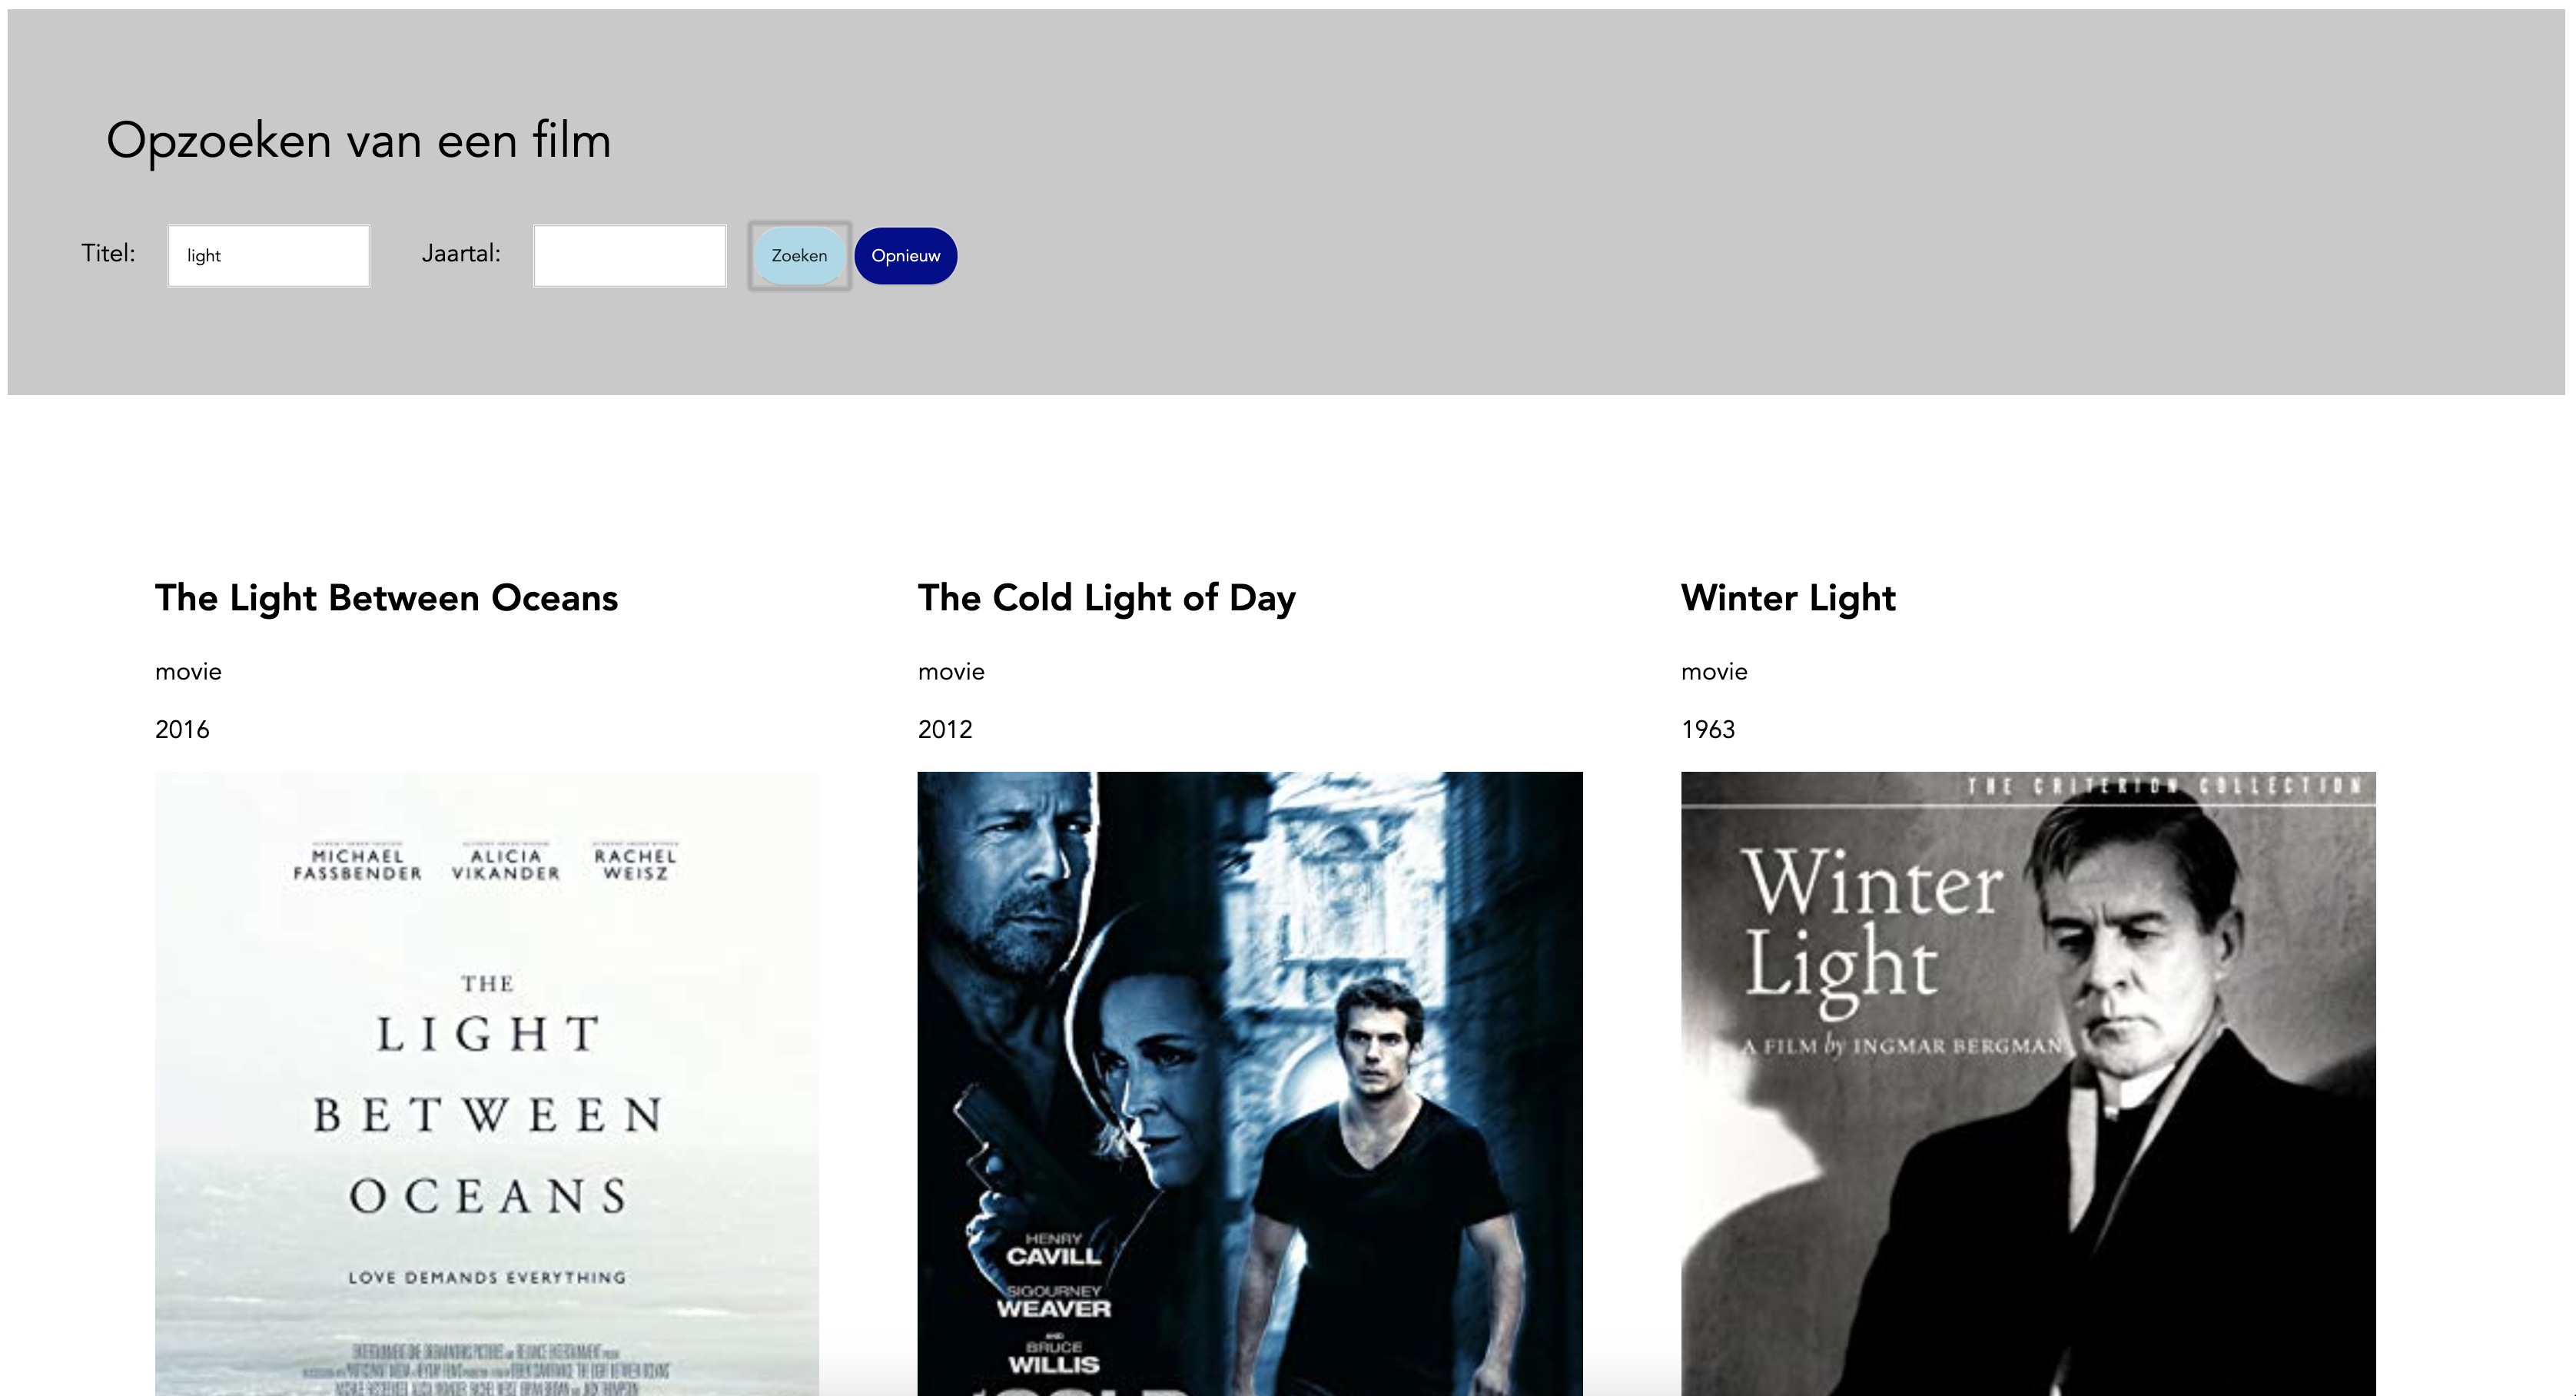 Opzoeken van een film
Titel: light Jaartal: Zoeken Opnieuw
The Light Between Oceans
movie
2016
MICHAEL FASSBENDER
ALICIA VIKANDER
RACHEL WEISZ
THE
LIGHT
BETWEEN
OCEANS
LOVE DEMANDS EVERYTHING
The Cold Light of Day
movie
2012
HENRY
CAVILL
SIGOURNEY
WEAVER
AND
BRUCE
WILLIS
Winter Light
movie
1963
THE CRITERION COLLECTION
Winter
Light
A FILM by INGMAR BERGMAN